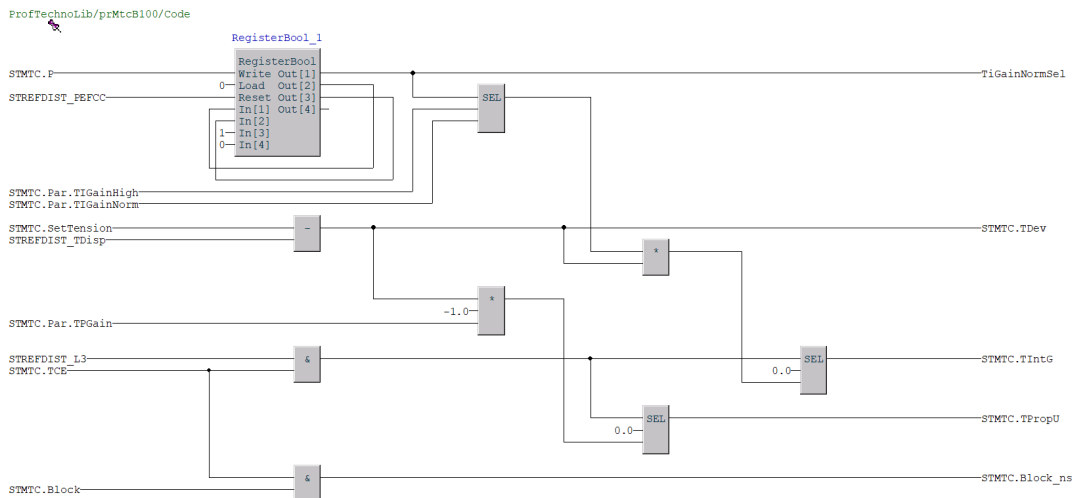 ProfTechnoLib/prMtcB100/Code
RegisterBool_1
RegisterBool
STMTC.P Write Out[1] TiGainNormSel
0 Load Out[2]
STREFDIST_PEFCC Reset Out[3] SEL
In[1] Out[4]
In[2]
1 In[3]
0 In[4]
STMTC.Par.TIGainHigh
STMTC.Par.TIGainNorm
STMTC.SetTension - STMTC.TDev
STREFDIST_TDisp
*
*
-1.0
STMTC.Par.TPGain
STREFDIST_L3 & SEL STMTC.TIntG
STMTC.TCE 0.0
SEL STMTC.TPropU
0.0
& STMTC.Block_ns
STMTC.Block